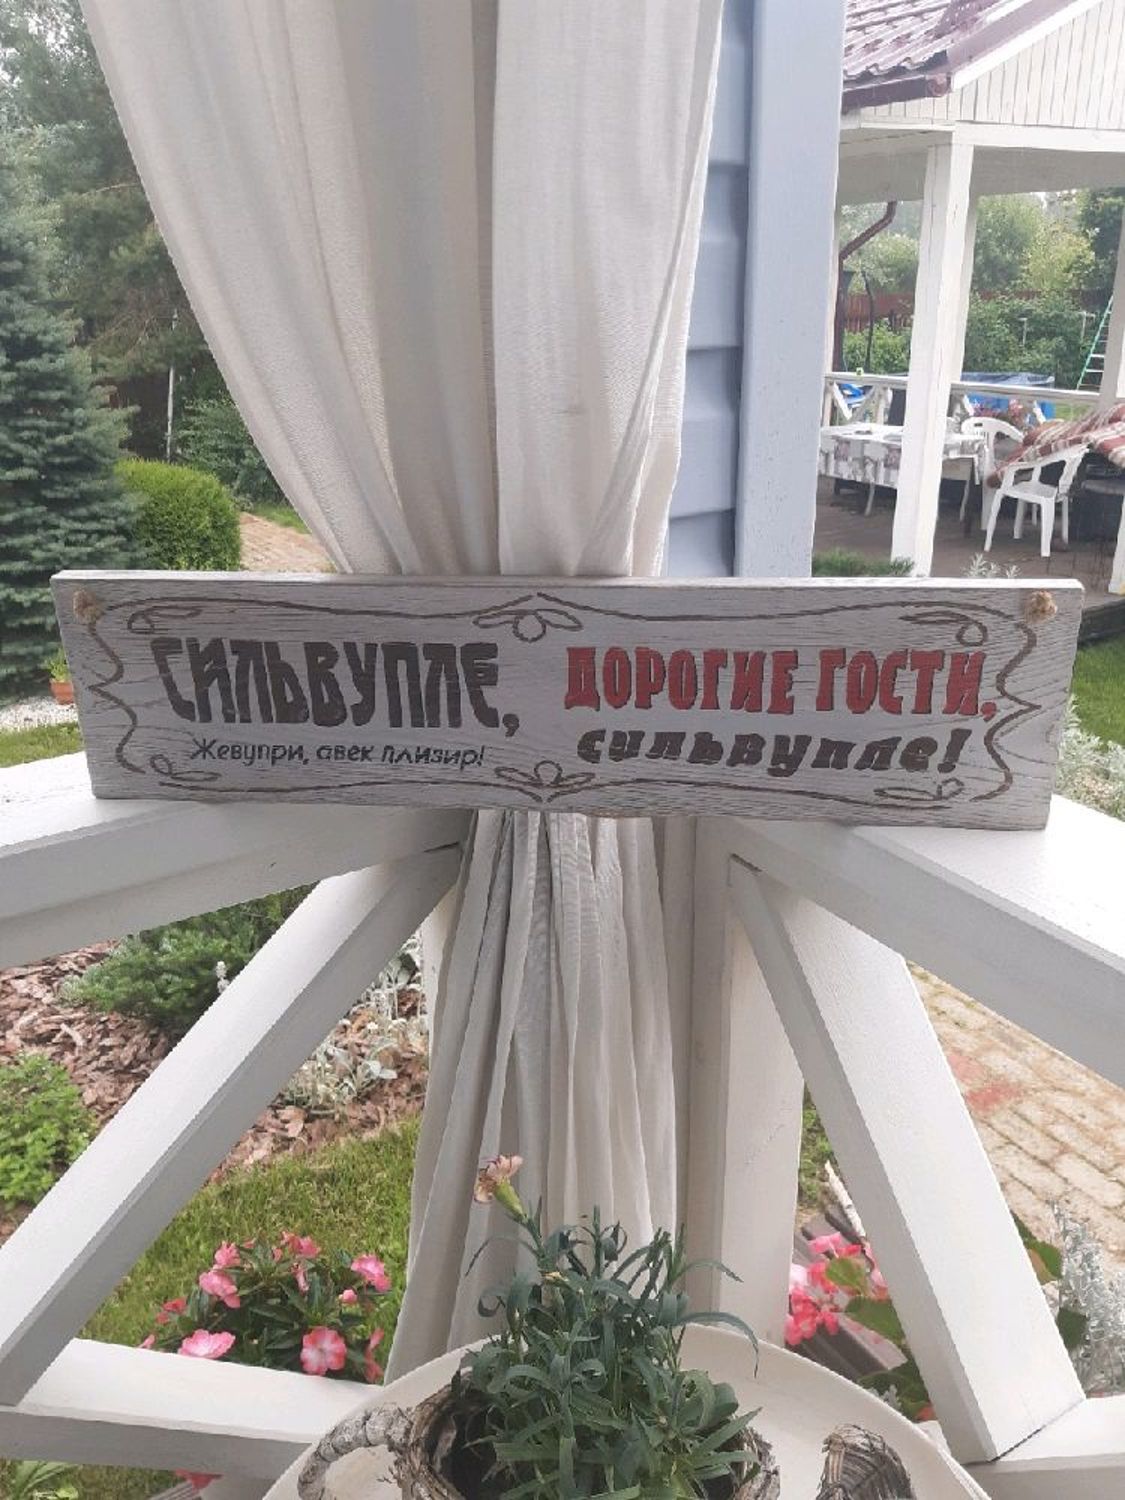 СИЛЬВУПЛЕ,
Жевупри, авек плизир!
ДОРОГИЕ ГОСТИ,
сильвупле!